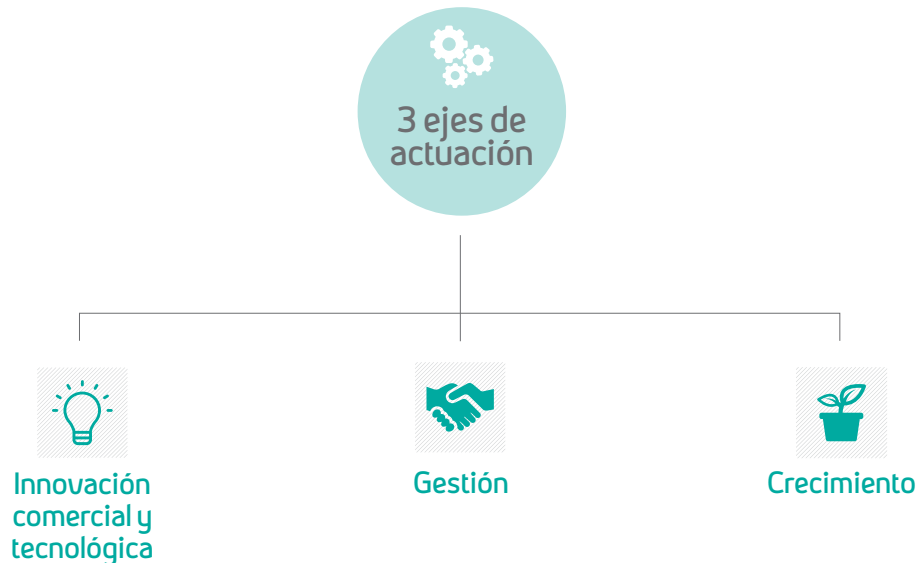 3 ejes de
actuación
Innovación
comercial y
tecnológica
Gestión
Crecimiento